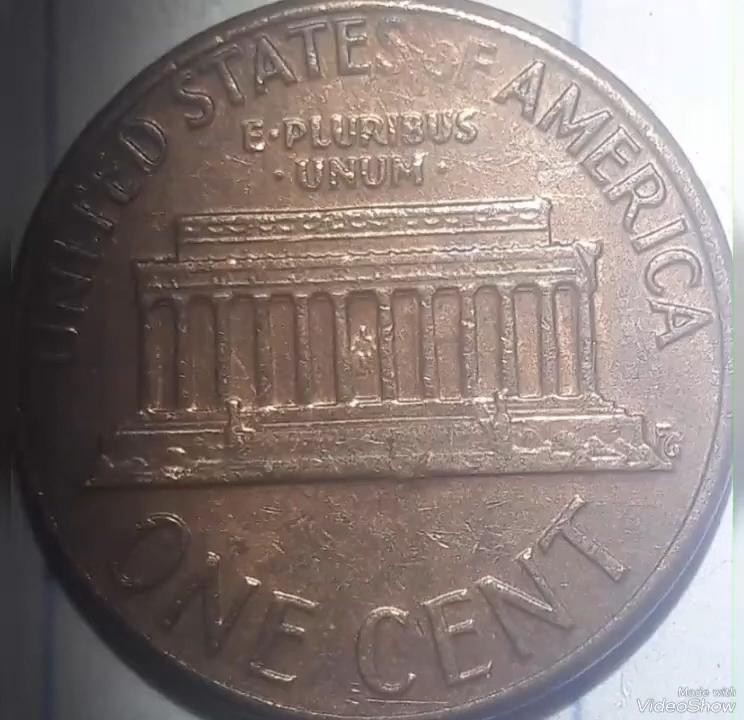 UNITED STATES OF AMERICA
E·PLURIBUS
·UNUM·
FG
ONE CENT
Made with
VideoShow